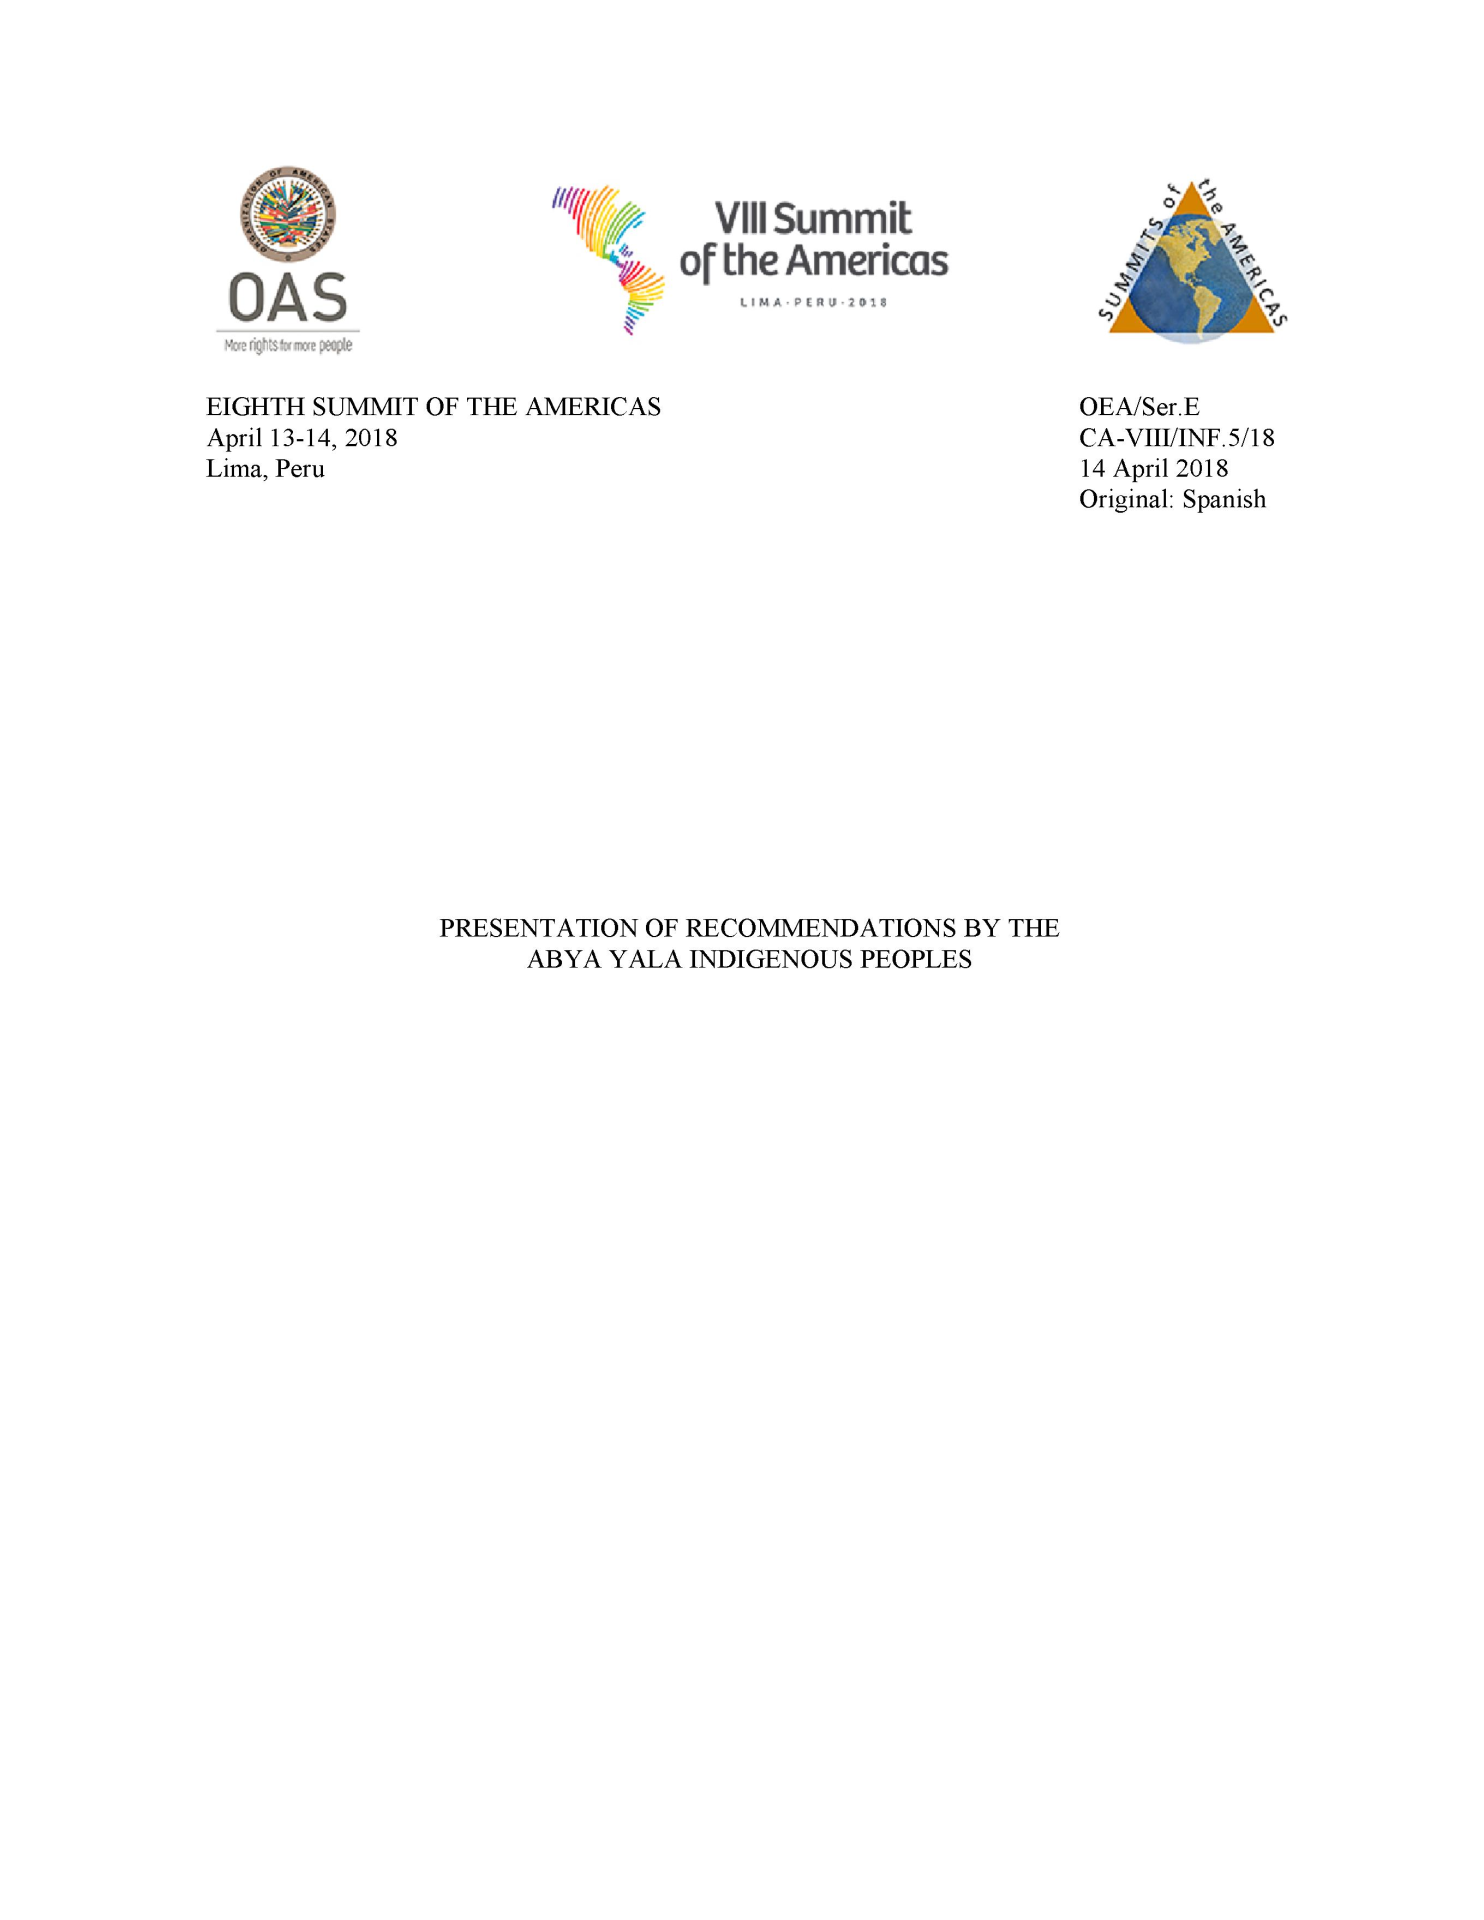 ORGANIZATION OF AMERICAN STATES
OAS
More rights for more people
VIII Summit
of the Americas
LIMA-PERU-2018
SUMMITS of the AMERICAS
EIGHTH SUMMIT OF THE AMERICAS
April 13-14, 2018
Lima, Peru
OEA/Ser.E
CA-VIII/INF.5/18
14 April 2018
Original: Spanish
PRESENTATION OF RECOMMENDATIONS BY THE
ABYA YALA INDIGENOUS PEOPLES